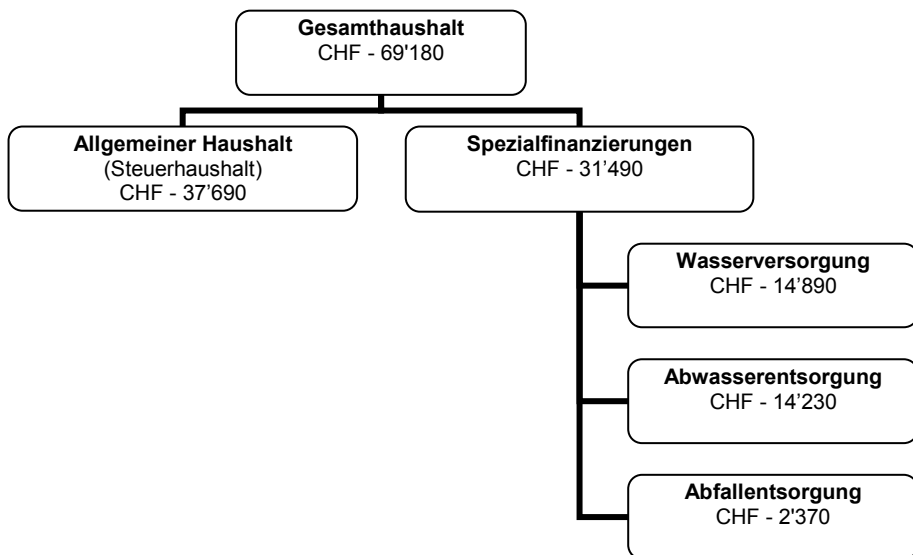 Gesamthaushalt
CHF - 69'180
Allgemeiner Haushalt
(Steuerhaushalt)
CHF - 37’690
Spezialfinanzierungen
CHF - 31’490
Wasserversorgung
CHF - 14’890
Abwasserentsorgung
CHF - 14’230
Abfallentsorgung
CHF - 2'370